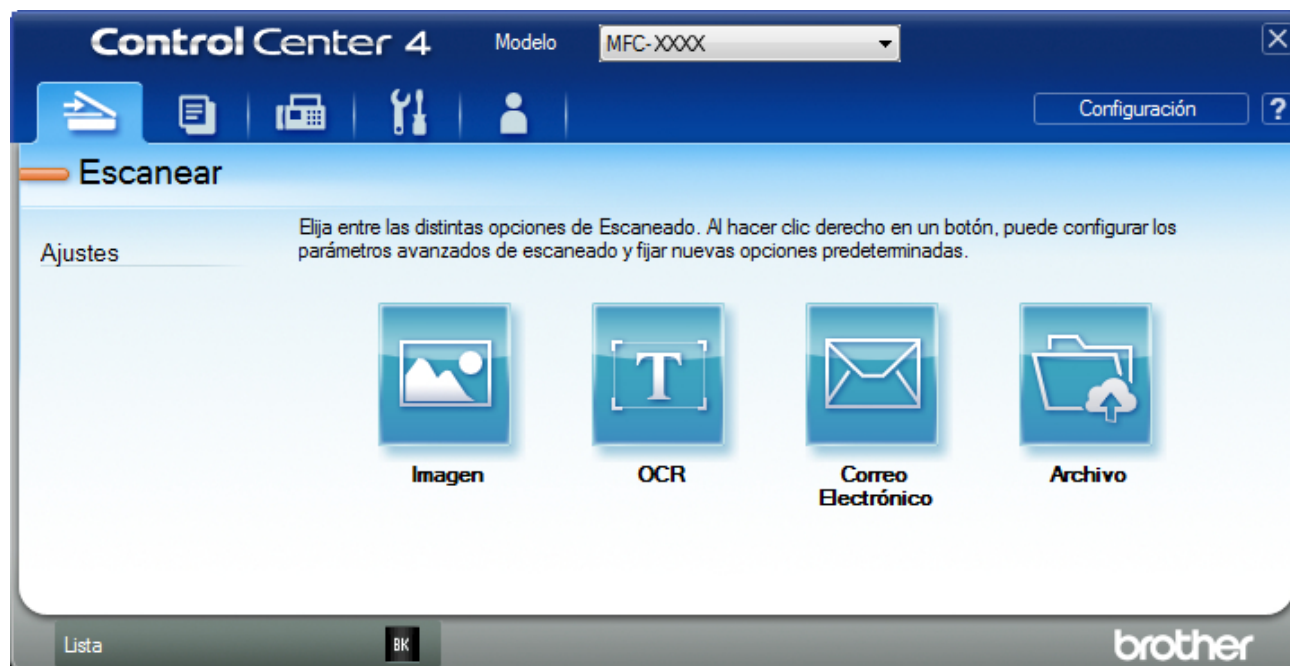 Control Center 4
Modelo
MFC-XXXX
Configuración
?
Escanear
Ajustes
Elija entre las distintas opciones de Escaneado. Al hacer clic derecho en un botón, puede configurar los
parámetros avanzados de escaneado y fijar nuevas opciones predeterminadas.
T
Imagen
OCR
Correo
Electrónico
Archivo
Lista
BK
brother